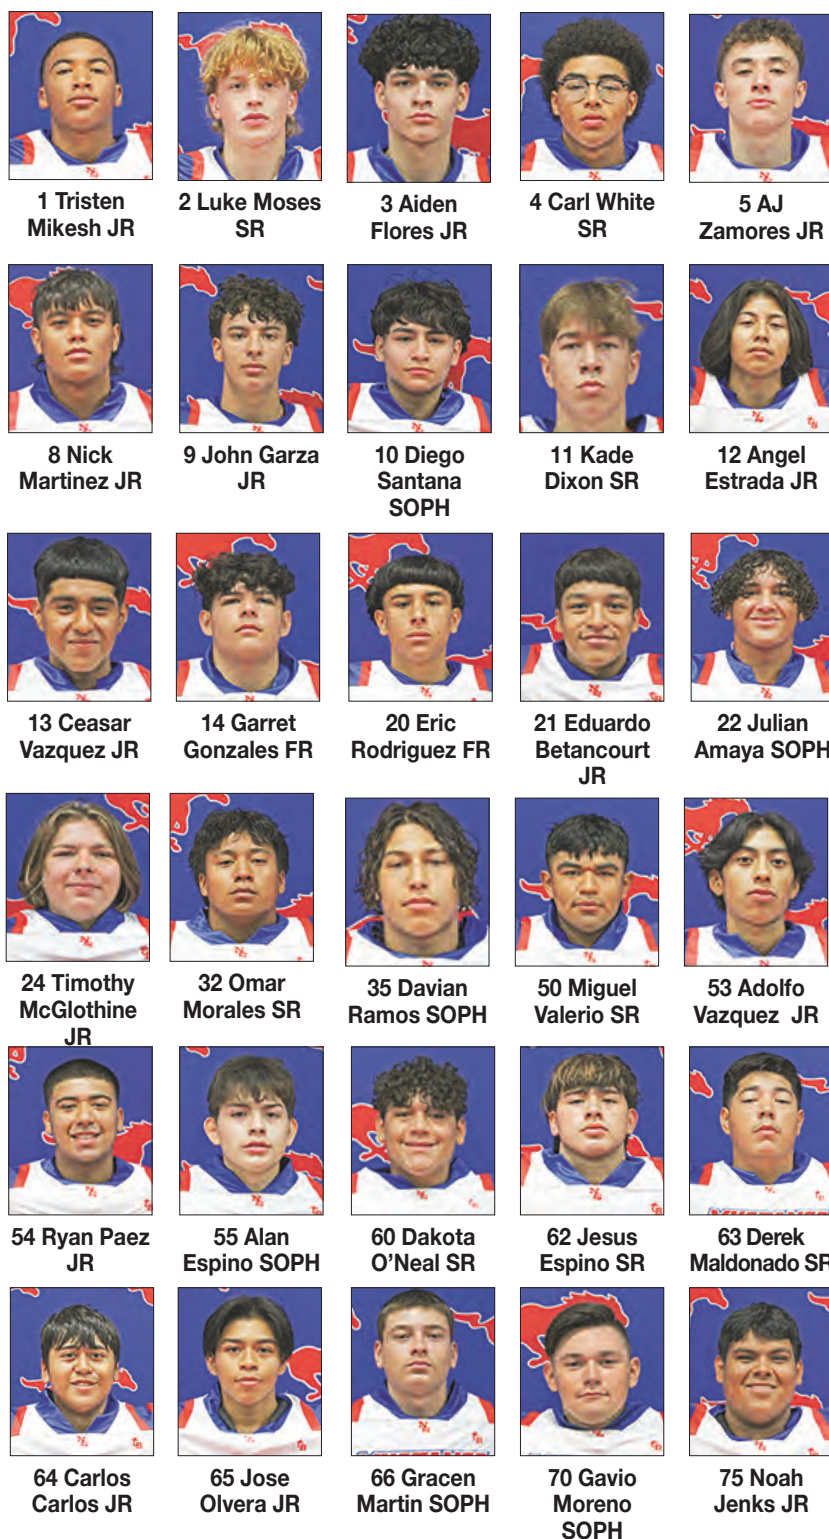 1 Tristen
Mikesh JR
2 Luke Moses
SR
3 Aiden
Flores JR
4 Carl White
SR
5 AJ
Zamores JR
8 Nick
Martinez JR
9 John Garza
JR
10 Diego
Santana
SOPH
11 Kade
Dixon SR
12 Angel
Estrada JR
13 Ceasar
Vazquez JR
14 Garret
Gonzales FR
20 Eric
Rodriguez FR
21 Eduardo
Betancourt
JR
22 Julian
Amaya SOPH
24 Timothy
McGlothine
JR
32 Omar
Morales SR
35 Davian
Ramos SOPH
50 Miguel
Valerio SR
53 Adolfo
Vazquez JR
54 Ryan Paez
JR
55 Alan
Espino SOPH
60 Dakota
O'Neal SR
62 Jesus
Espino SR
63 Derek
Maldonado SR
64 Carlos
Carlos JR
65 Jose
Olvera JR
66 Gracen
Martin SOPH
70 Gavio
Moreno
SOPH
75 Noah
Jenks JR